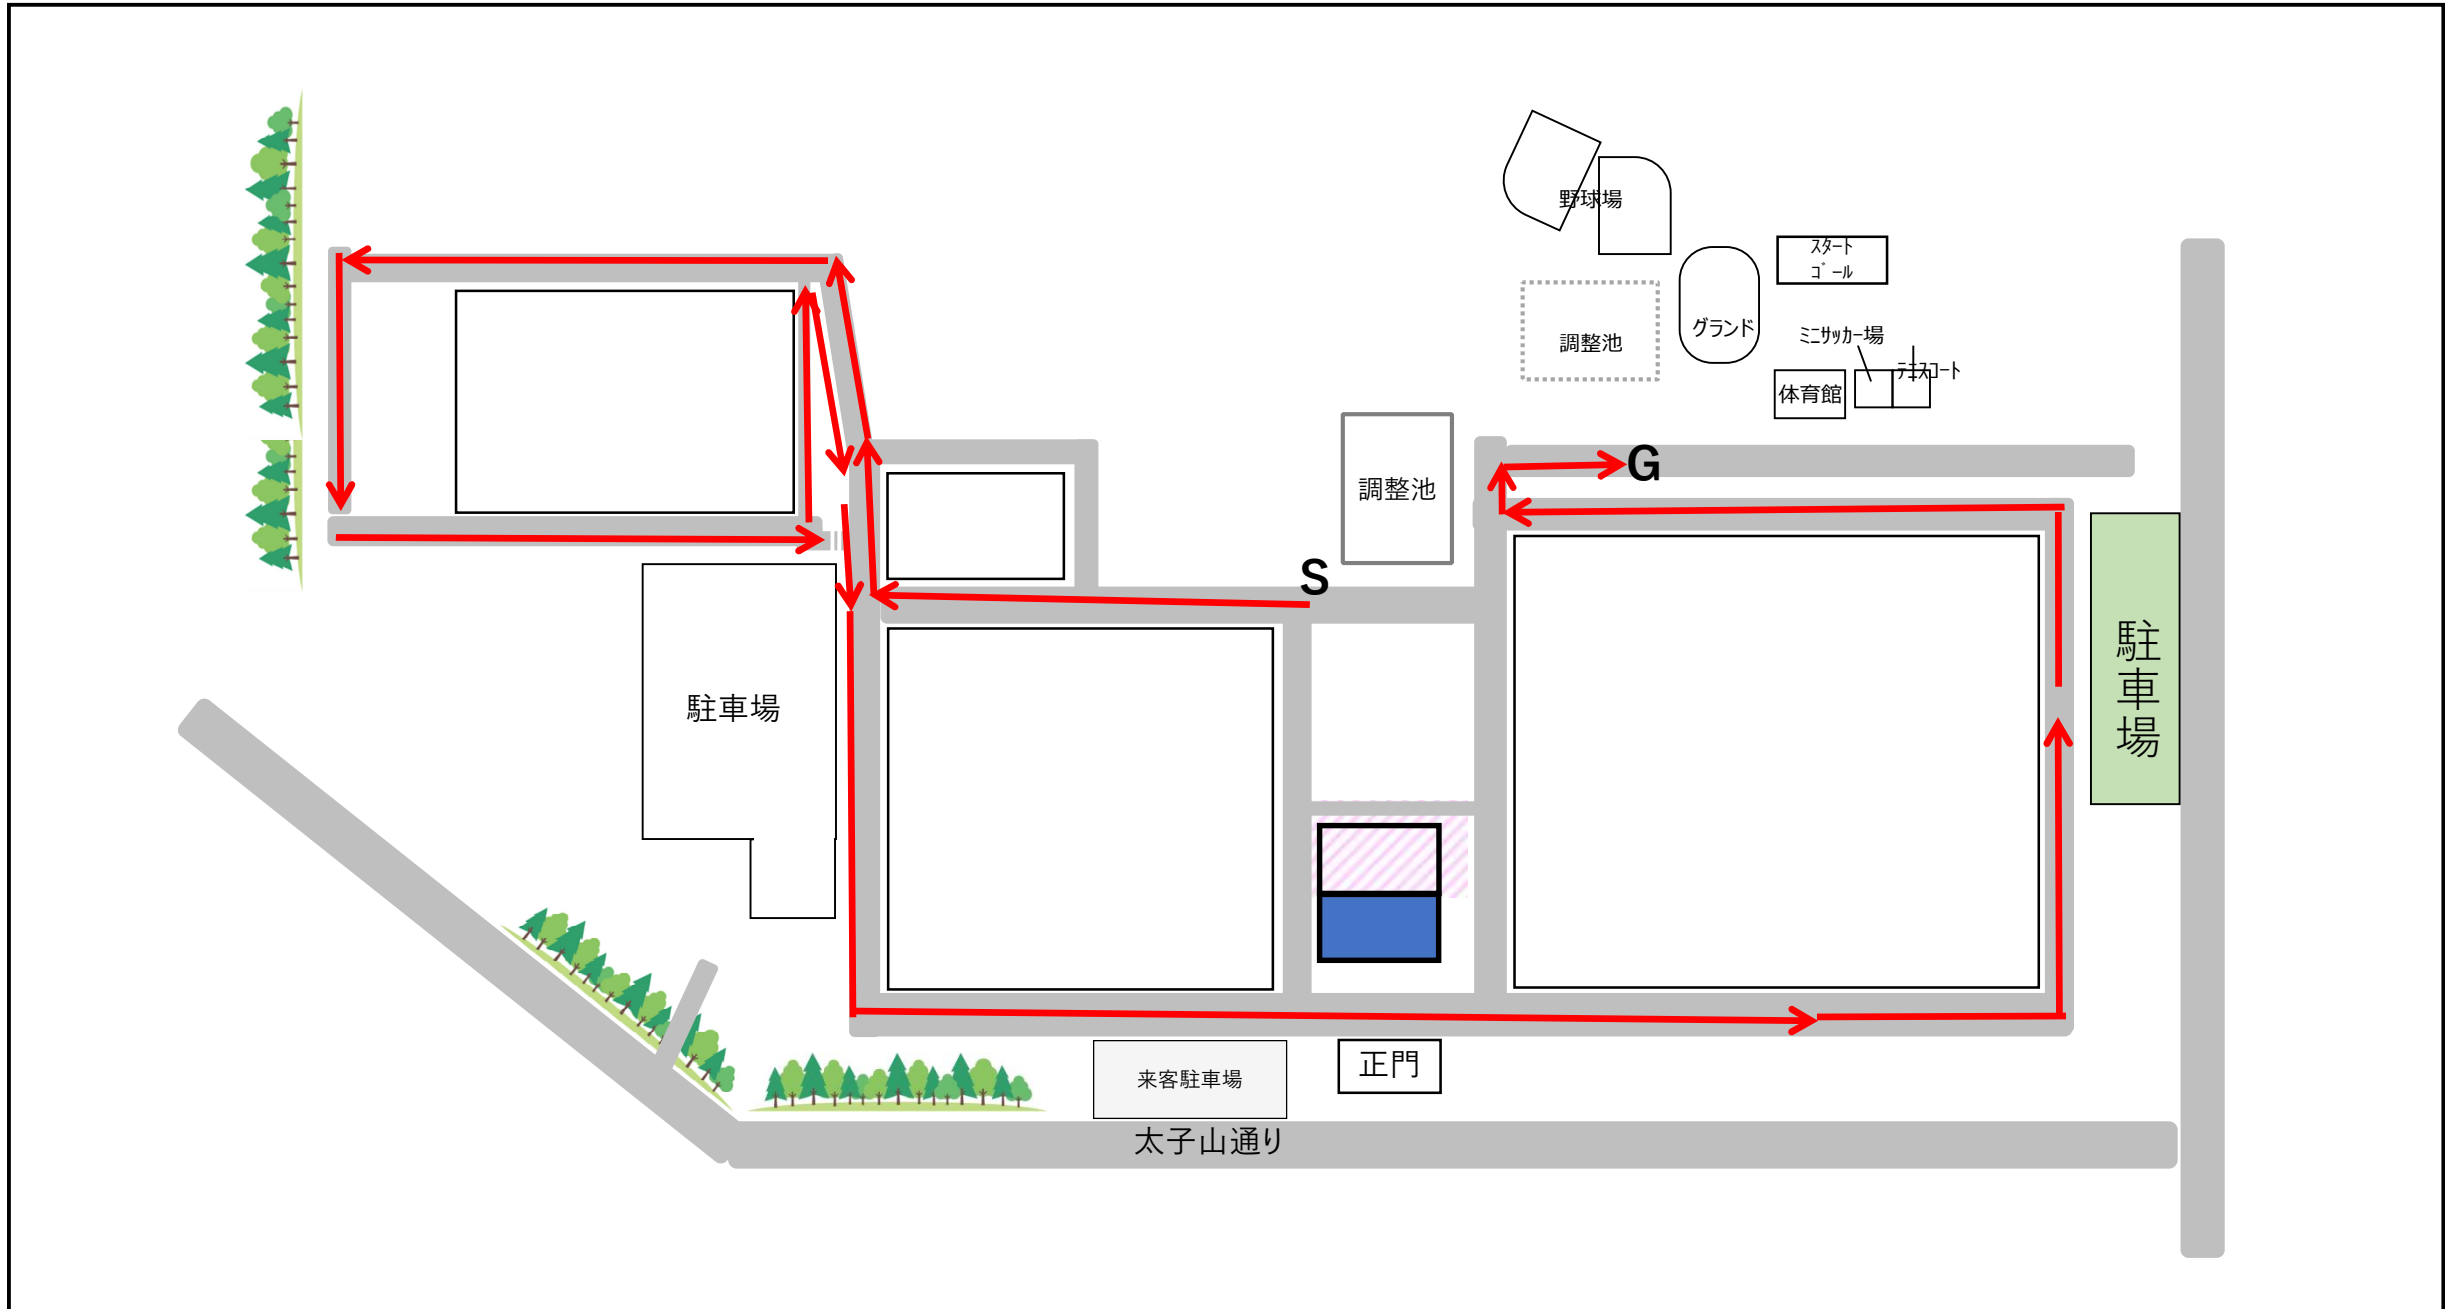 野球場
スタート
ゴール
グランド
調整池
ミニサッカー場
テニスコート
体育館
G
調整池
S
駐車場
駐車場
来客駐車場
正門
太子山通り